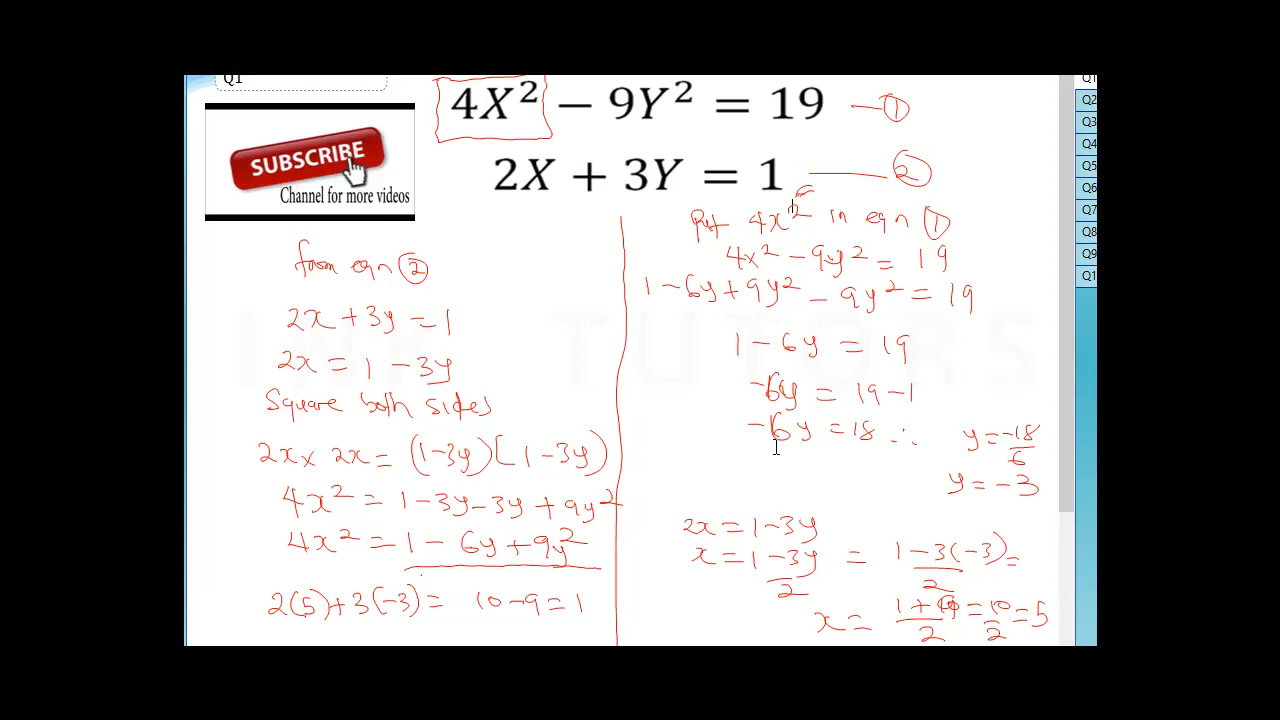 Q1
4X² − 9Y² = 19 —①
2X + 3Y = 1 —②
SUBSCRIBE
Channel for more videos
from eqn ②
2x + 3y = 1
2x = 1 - 3y
Square both sides
2x × 2x = (1-3y)(1-3y)
4x² = 1-3y-3y+9y²
4x² = 1-6y+9y²
2(5)+3(-3) = 10-9=1
Put 4x² in eqn ①
4x² - 9y² = 19
1-6y+9y² - 9y² = 19
1-6y = 19
-6y = 19-1
-6y = 18 ∴ y = -18/6
y = -3
2x = 1-3y
x = 1-3y/2 = 1-3(-3)/2 =
x = 1+9/2 = 10/2 = 5
TUTORS
Q1
Q2
Q3
Q4
Q5
Q6
Q7
Q8
Q9
Q1